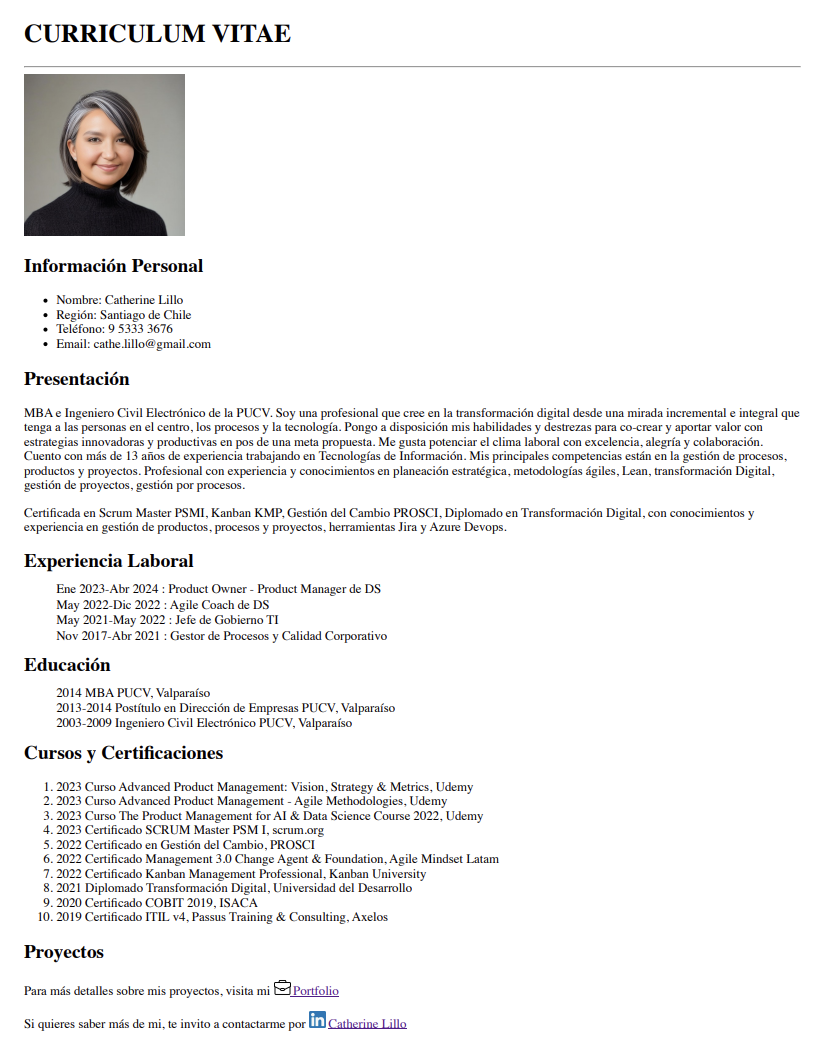 CURRICULUM VITAE
Información Personal
• Nombre: Catherine Lillo
• Región: Santiago de Chile
• Teléfono: 9 5333 3676
• Email: cathe.lillo@gmail.com
Presentación
MBA e Ingeniero Civil Electrónico de la PUCV. Soy una profesional que cree en la transformación digital desde una mirada incremental e integral que
tenga a las personas en el centro, los procesos y la tecnología. Pongo a disposición mis habilidades y destrezas para co-crear y aportar valor con
estrategias innovadoras y productivas en pos de una meta propuesta. Me gusta potenciar el clima laboral con excelencia, alegría y colaboración.
Cuento con más de 13 años de experiencia trabajando en Tecnologías de Información. Mis principales competencias están en la gestión de procesos,
productos y proyectos. Profesional con experiencia y conocimientos en planeación estratégica, metodologías ágiles, Lean, transformación Digital,
gestión de proyectos, gestión por procesos.
Certificada en Scrum Master PSMI, Kanban KMP, Gestión del Cambio PROSCI, Diplomado en Transformación Digital, con conocimientos y
experiencia en gestión de productos, procesos y proyectos, herramientas Jira y Azure Devops.
Experiencia Laboral
Ene 2023-Abr 2024 : Product Owner - Product Manager de DS
May 2022-Dic 2022 : Agile Coach de DS
May 2021-May 2022 : Jefe de Gobierno TI
Nov 2017-Abr 2021 : Gestor de Procesos y Calidad Corporativo
Educación
2014 MBA PUCV, Valparaíso
2013-2014 Postítulo en Dirección de Empresas PUCV, Valparaíso
2003-2009 Ingeniero Civil Electrónico PUCV, Valparaíso
Cursos y Certificaciones
1. 2023 Curso Advanced Product Management: Vision, Strategy & Metrics, Udemy
2. 2023 Curso Advanced Product Management - Agile Methodologies, Udemy
3. 2023 Curso The Product Management for AI & Data Science Course 2022, Udemy
4. 2023 Certificado SCRUM Master PSM I, scrum.org
5. 2022 Certificado en Gestión del Cambio, PROSCI
6. 2022 Certificado Management 3.0 Change Agent & Foundation, Agile Mindset Latam
7. 2022 Certificado Kanban Management Professional, Kanban University
8. 2021 Diplomado Transformación Digital, Universidad del Desarrollo
9. 2020 Certificado COBIT 2019, ISACA
10. 2019 Certificado ITIL v4, Passus Training & Consulting, Axelos
Proyectos
Para más detalles sobre mis proyectos, visita mi Portfolio
Si quieres saber más de mi, te invito a contactarme por in Catherine Lillo